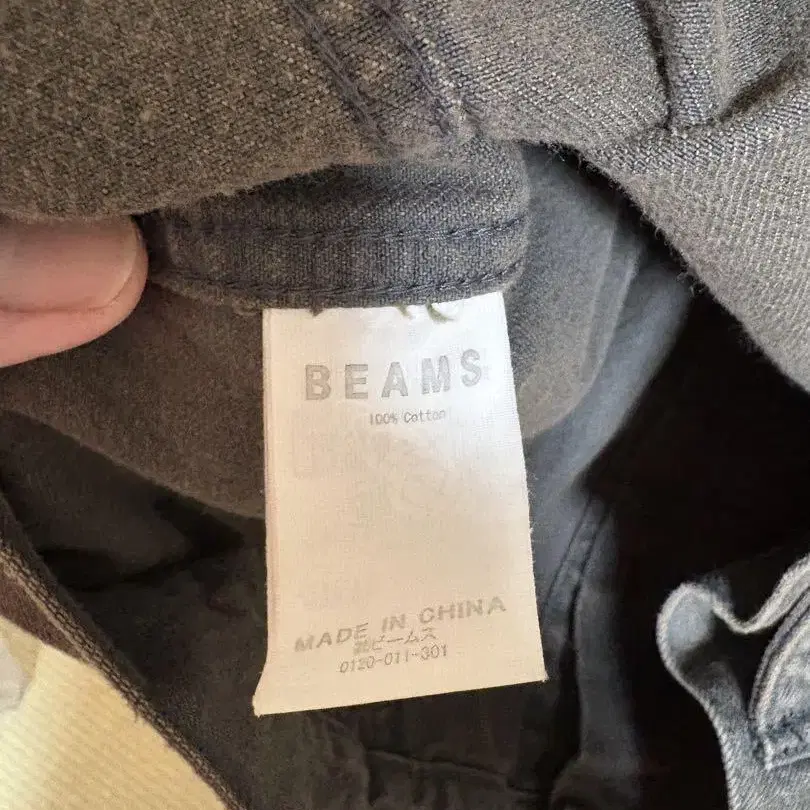 BEAMS
100% Cotton
MADE IN CHINA
㈱ビームス
0120-011-301